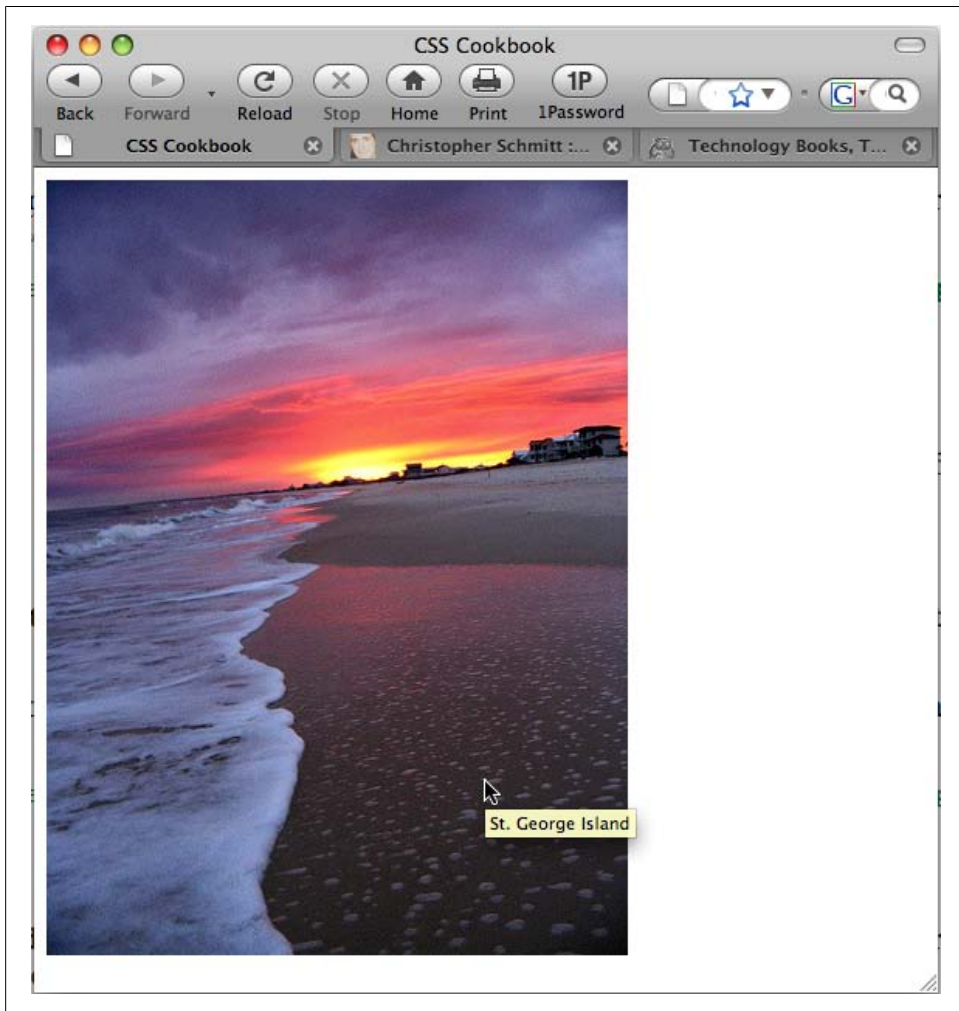 CSS Cookbook
1P
Back Forward Reload Stop Home Print 1Password
G
CSS Cookbook Christopher Schmitt :... Technology Books, T...
St. George Island